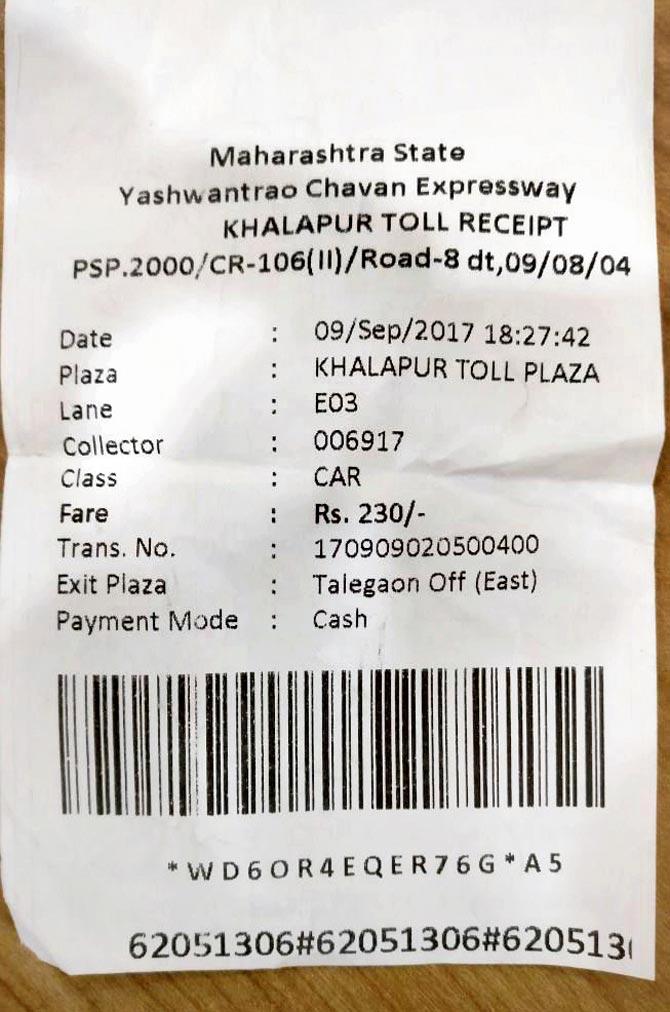 Maharashtra State
Yashwantrao Chavan Expressway
KHALAPUR TOLL RECEIPT
PSP.2000/CR-106(II)/Road-8 dt,09/08/04
Date : 09/Sep/2017 18:27:42
Plaza : KHALAPUR TOLL PLAZA
Lane : E03
Collector : 006917
Class : CAR
Fare : Rs. 230/-
Trans. No. : 170909020500400
Exit Plaza : Talegaon Off (East)
Payment Mode : Cash
*WD6OR4EQER76G*A5
62051306#62051306#6205130